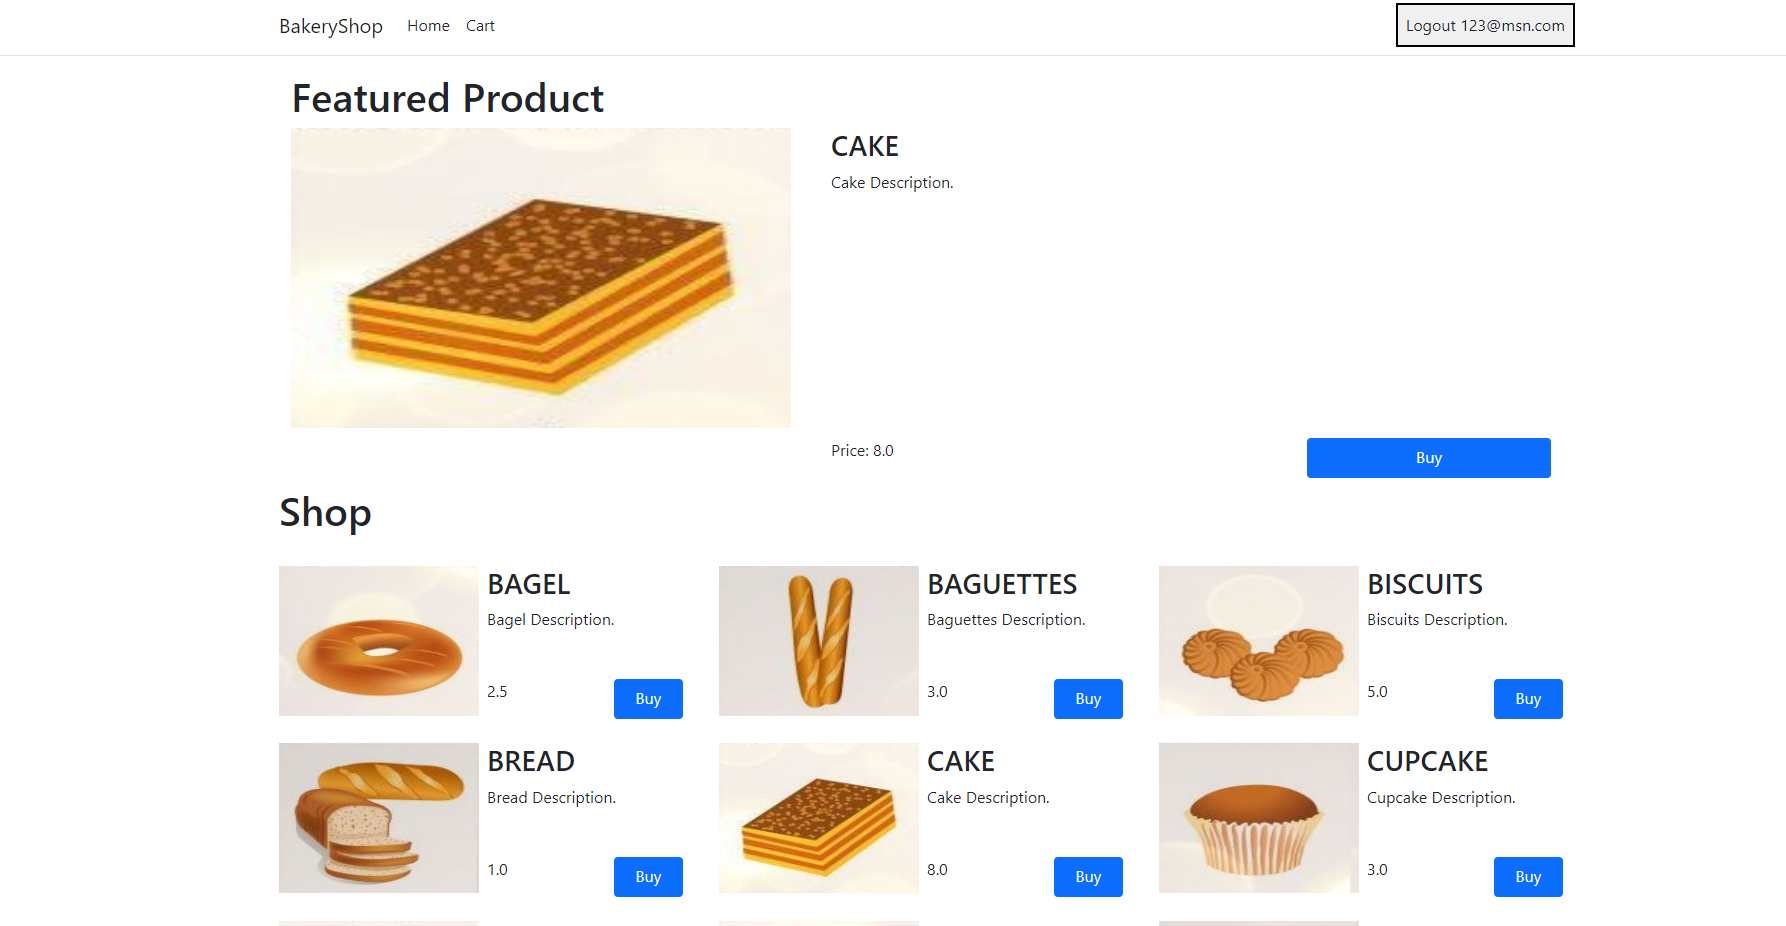 BakeryShop Home Cart Logout 123@msn.com
Featured Product
CAKE
Cake Description.
Price: 8.0 Buy
Shop
BAGEL
Bagel Description.
2.5 Buy
BAGUETTES
Baguettes Description.
3.0 Buy
BISCUITS
Biscuits Description.
5.0 Buy
BREAD
Bread Description.
1.0 Buy
CAKE
Cake Description.
8.0 Buy
CUPCAKE
Cupcake Description.
3.0 Buy